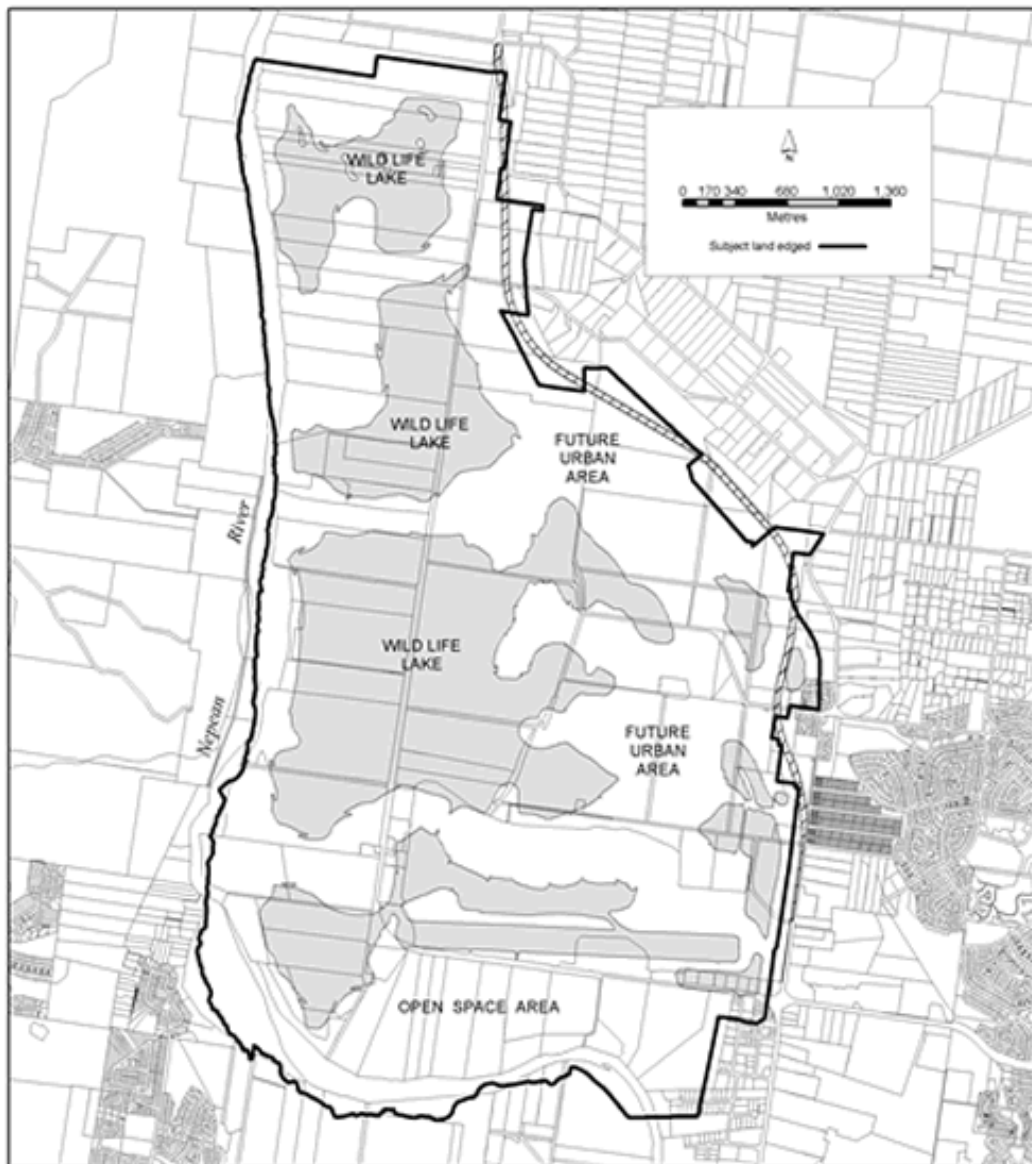 WILD LIFE
LAKE
N
0 170 340 680 1,020 1,360
Metres
Subject land edged
WILD LIFE
LAKE
FUTURE
URBAN
AREA
River
WILD LIFE
LAKE
Nepean
FUTURE
URBAN
AREA
OPEN SPACE AREA